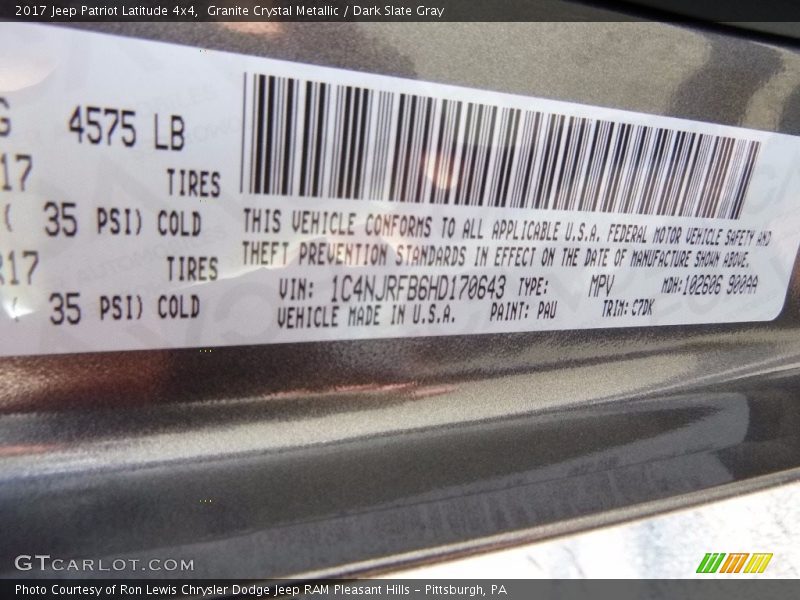 2017 Jeep Patriot Latitude 4x4,  Granite Crystal Metallic / Dark Slate Gray
G 4575 LB
17 TIRES
( 35 PSI) COLD
R17 TIRES
( 35 PSI) COLD
THIS VEHICLE CONFORMS TO ALL APPLICABLE U.S.A. FEDERAL MOTOR VEHICLE SAFETY AND
THEFT PREVENTION STANDARDS IN EFFECT ON THE DATE OF MANUFACTURE SHOWN ABOVE.
VIN: 1C4NJRFB6HD170643 TYPE: MPV MDH:102606 900AA
VEHICLE MADE IN U.S.A. PAINT: PAU TRIM: C7DK
GTCARLOT.COM
Photo Courtesy of Ron Lewis Chrysler Dodge Jeep RAM Pleasant Hills – Pittsburgh, PA